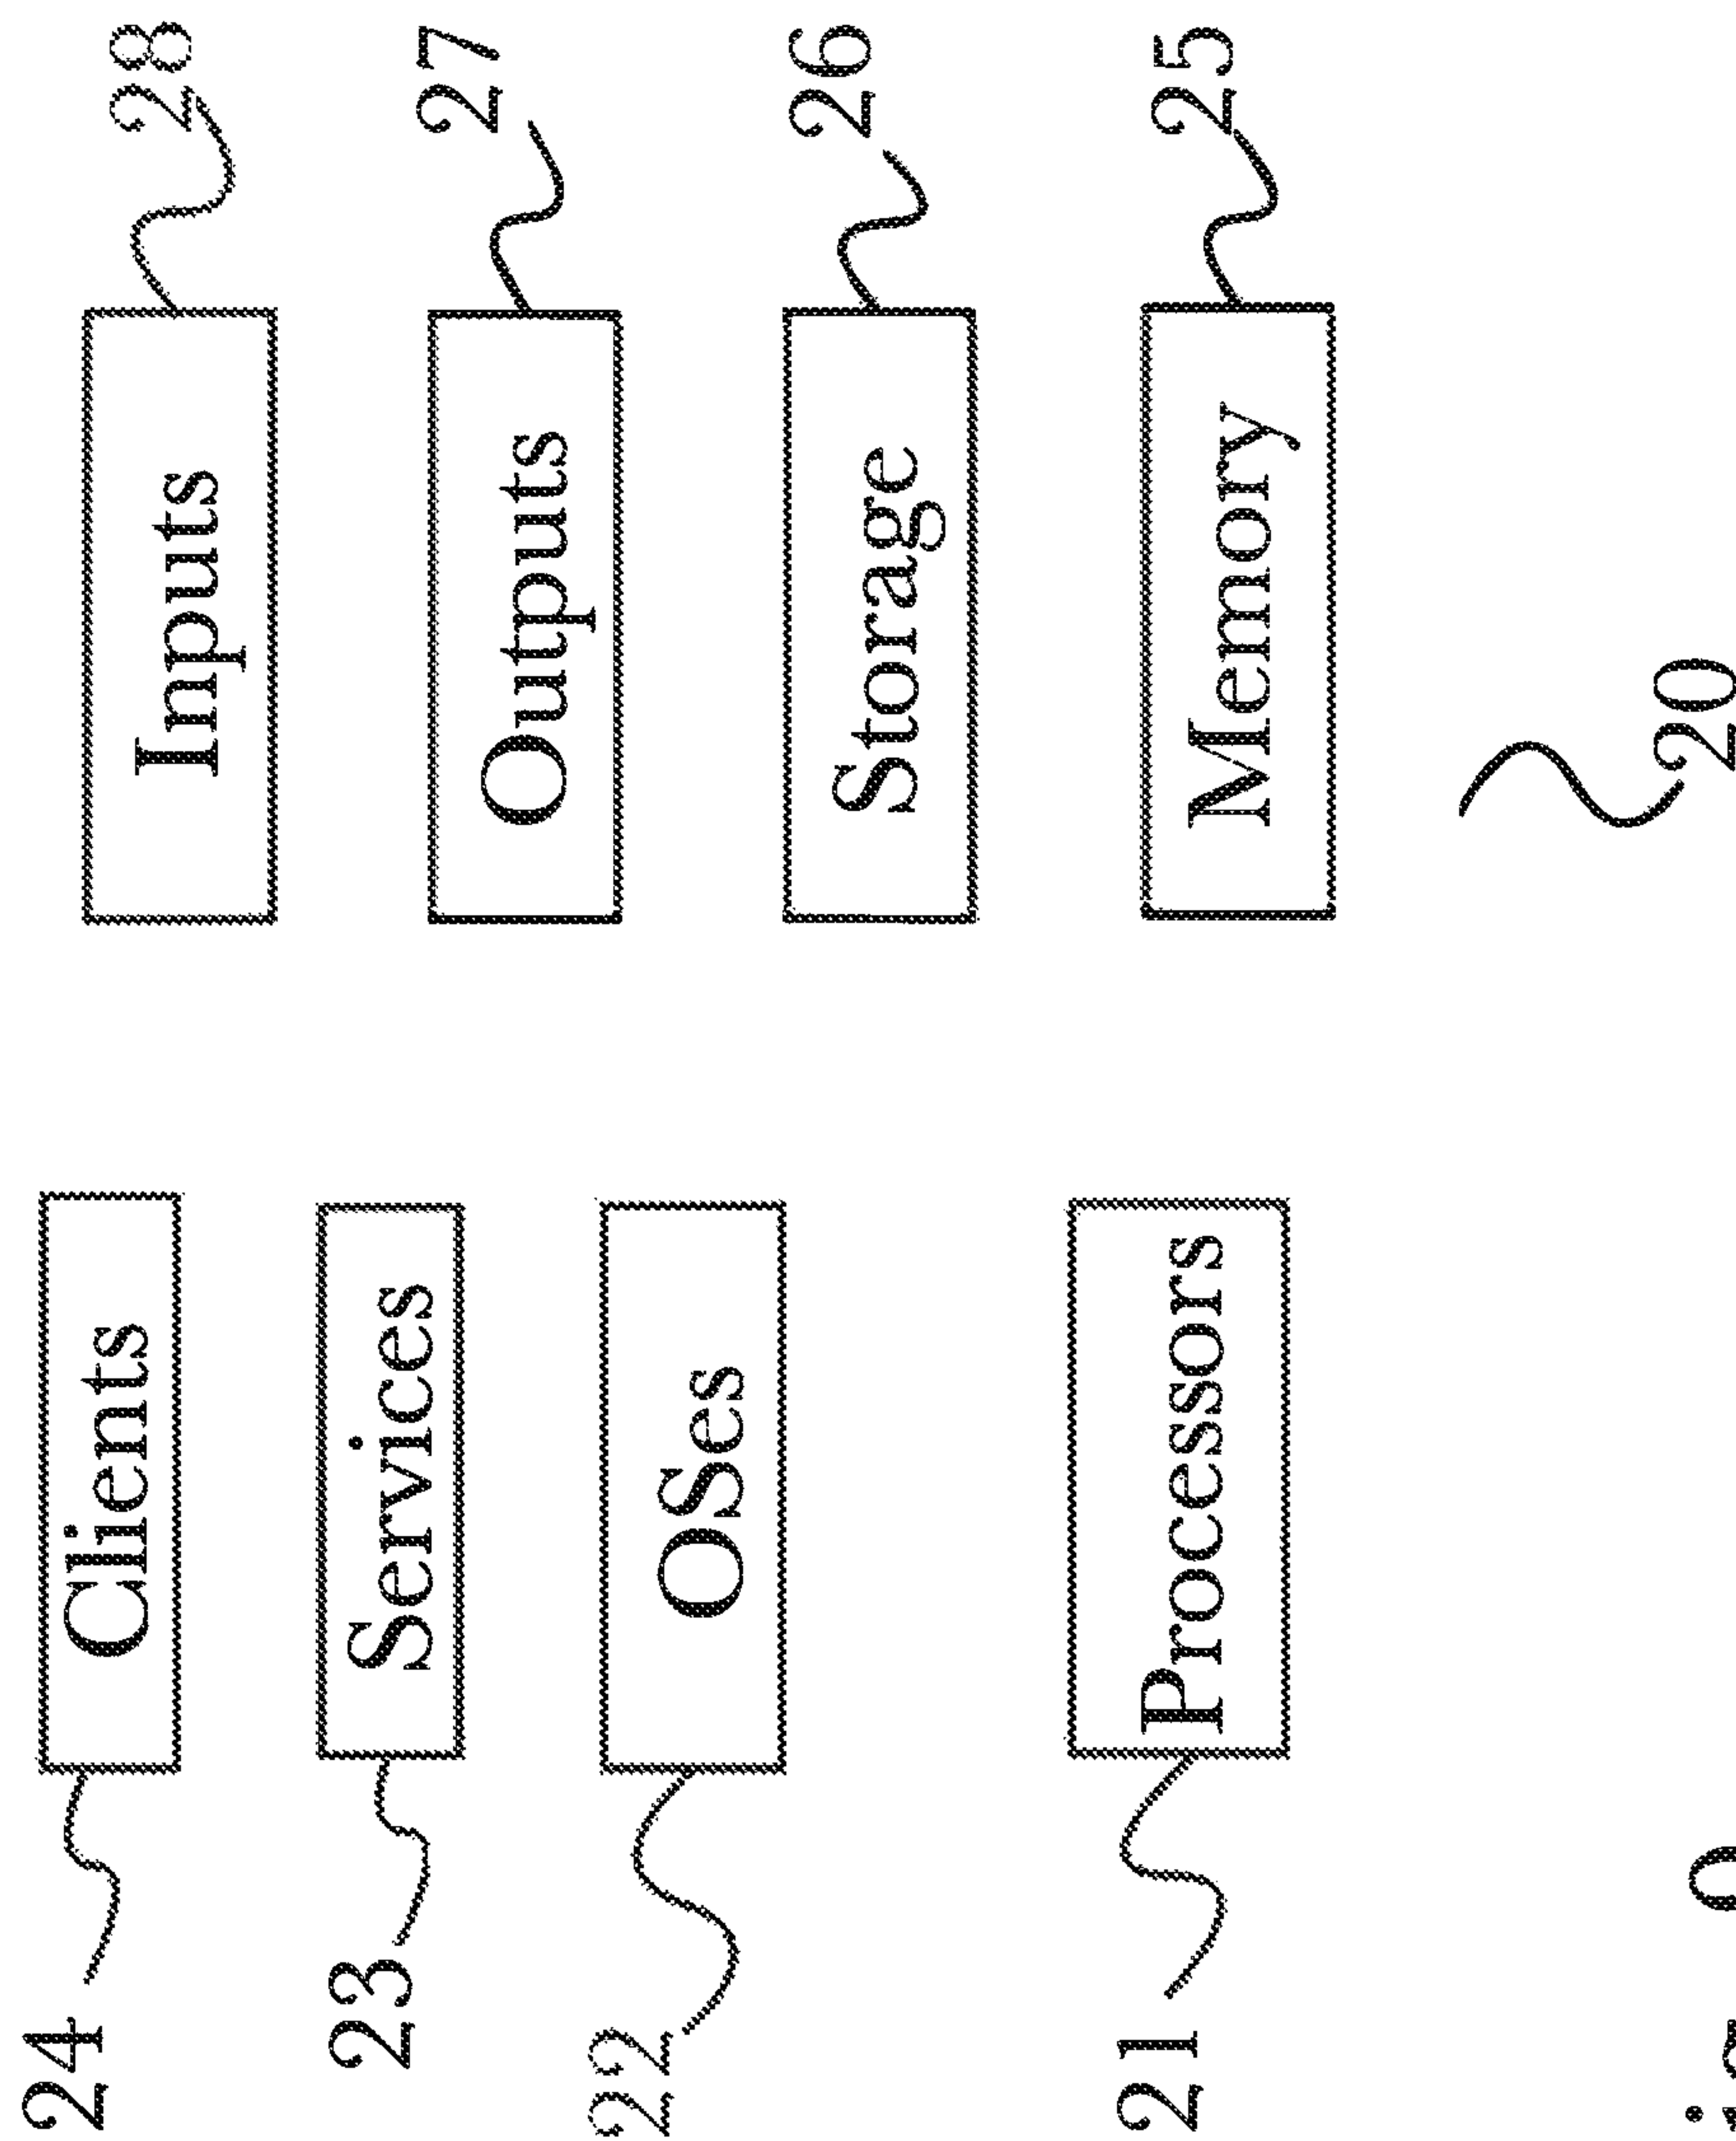 24 Clients Inputs 28
23 Services Outputs 27
22 OSes Storage 26
21 Processors Memory 25
20